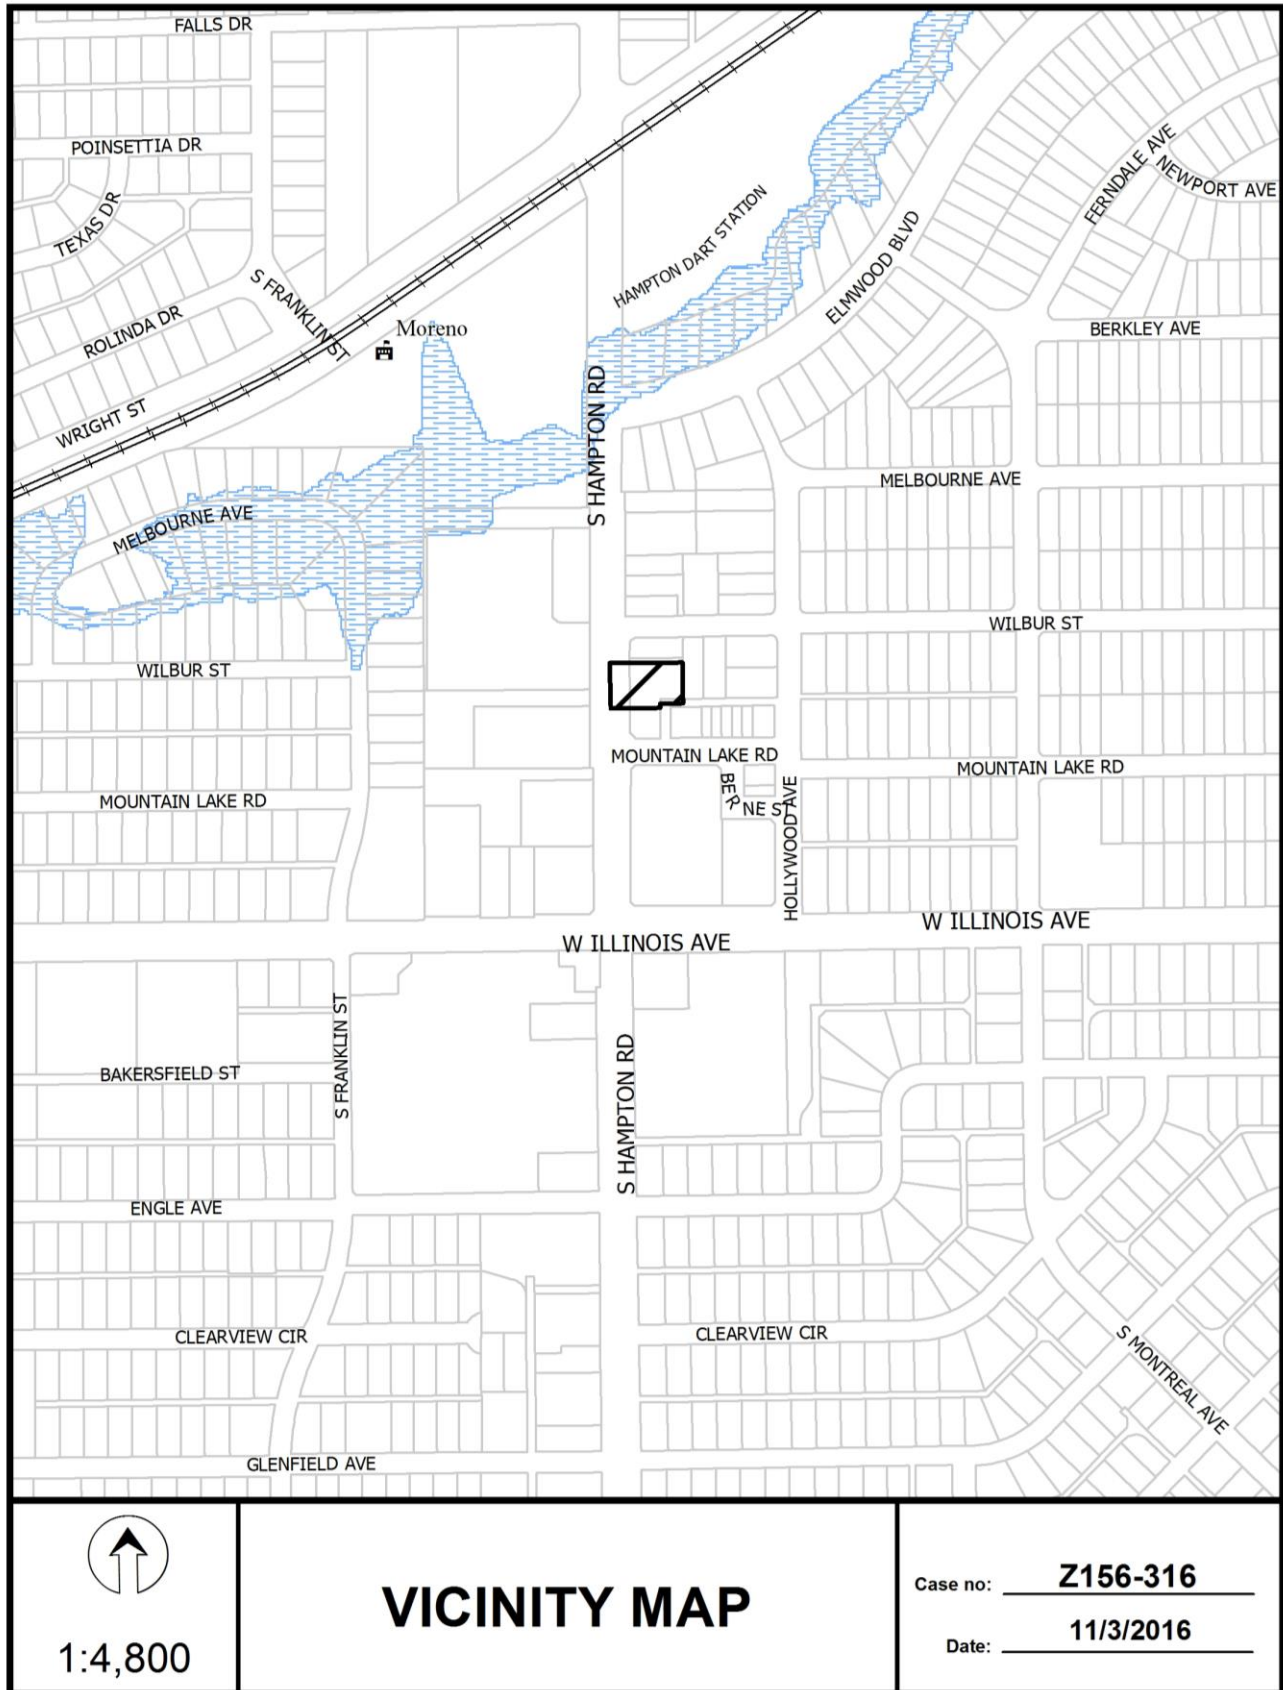 FALLS DR
POINSETTIA DR
TEXAS DR
FERNDALE AVE
NEWPORT AVE
HAMPTON DART STATION
ELMWOOD BLVD
S FRANKLIN ST
ROLINDA DR
Moreno
BERKLEY AVE
WRIGHT ST
S HAMPTON RD
MELBOURNE AVE
MELBOURNE AVE
WILBUR ST
WILBUR ST
MOUNTAIN LAKE RD
MOUNTAIN LAKE RD
MOUNTAIN LAKE RD
BER
NE ST
HOLLYWOOD AVE
W ILLINOIS AVE
W ILLINOIS AVE
S FRANKLIN ST
S HAMPTON RD
BAKERSFIELD ST
ENGLE AVE
CLEARVIEW CIR
CLEARVIEW CIR
S MONTREAL AVE
GLENFIELD AVE
1:4,800
VICINITY MAP
Case no: Z156-316
Date: 11/3/2016